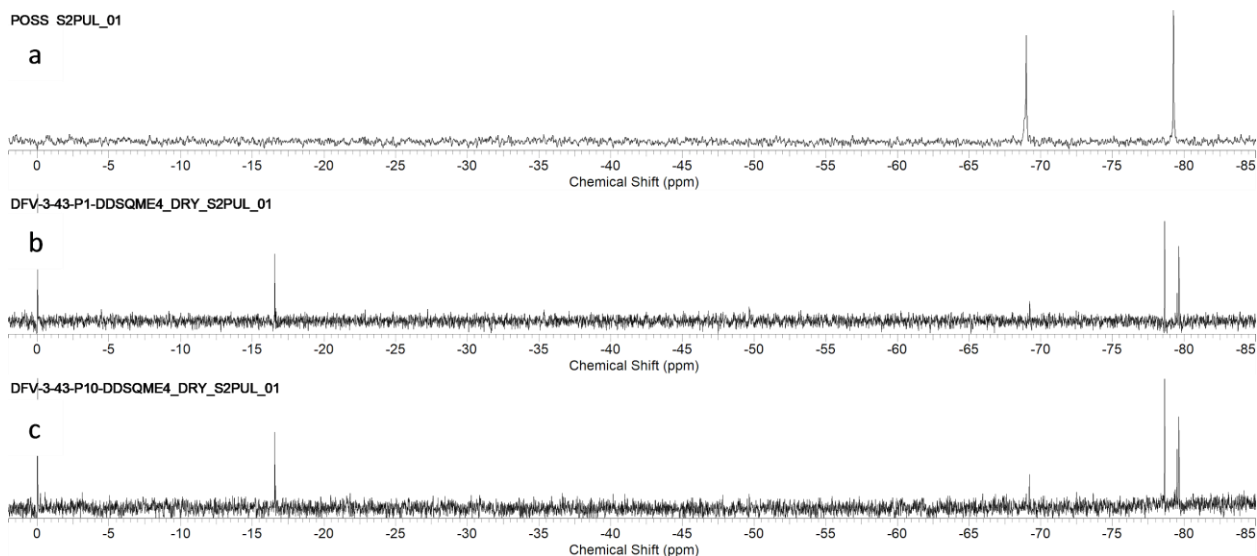 POSS S2PUL_01
a
0 -5 -10 -15 -20 -25 -30 -35 -40 -45 -50 -55 -60 -65 -70 -75 -80 -85
Chemical Shift (ppm)
DFV-3-43-P1-DDSQME4_DRY_S2PUL_01
b
0 -5 -10 -15 -20 -25 -30 -35 -40 -45 -50 -55 -60 -65 -70 -75 -80 -85
Chemical Shift (ppm)
DFV-3-43-P10-DDSQME4_DRY_S2PUL_01
c
0 -5 -10 -15 -20 -25 -30 -35 -40 -45 -50 -55 -60 -65 -70 -75 -80 -85
Chemical Shift (ppm)